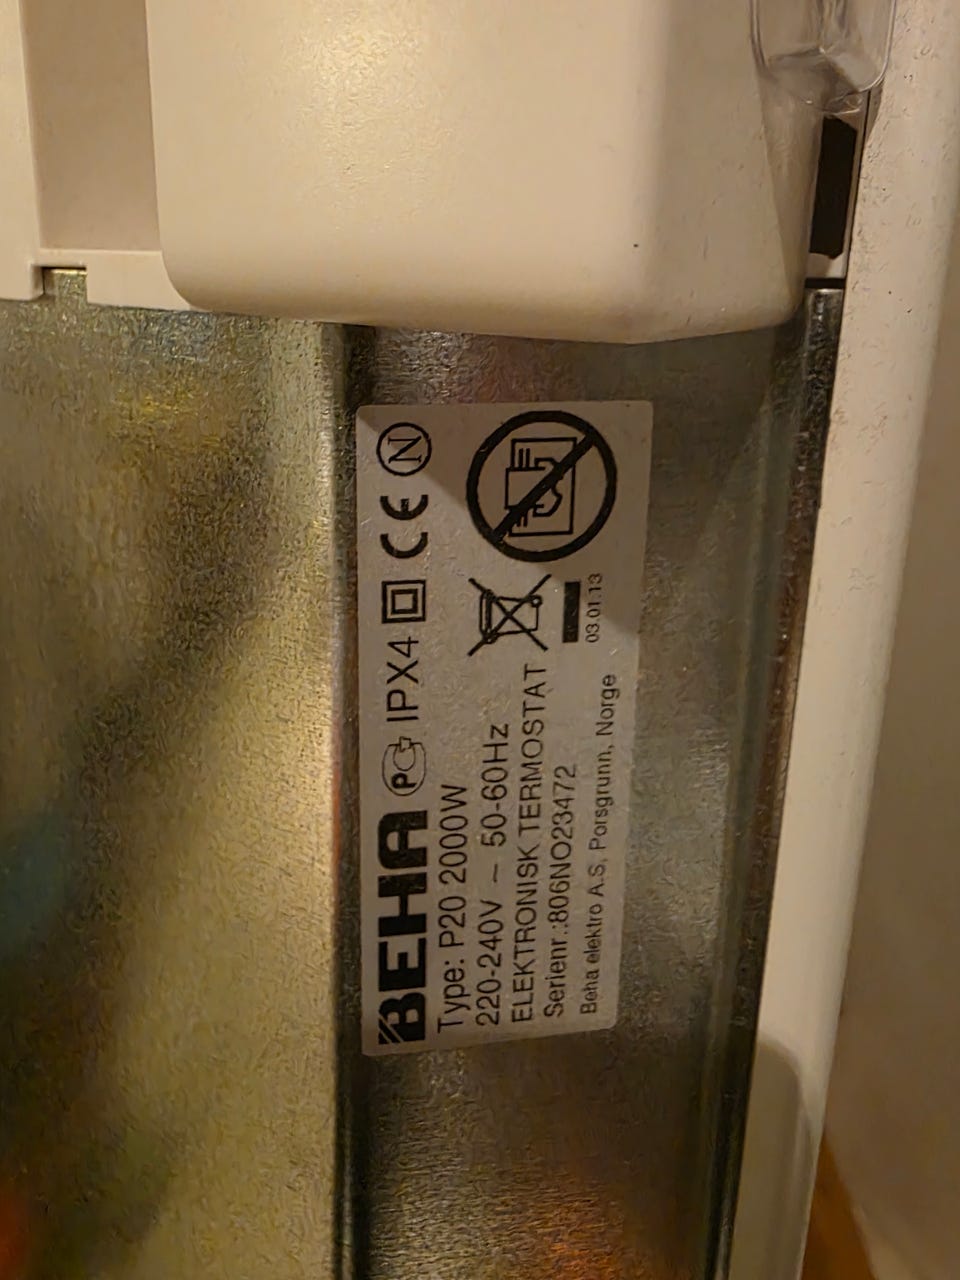 BEHA PG IPX4 CE N
Type: P20 2000W
220-240V ~ 50-60Hz
ELEKTRONISK TERMOSTAT
Serienr.:806NO23472
03.01.13
Beha elektro A.S, Porsgrunn, Norge